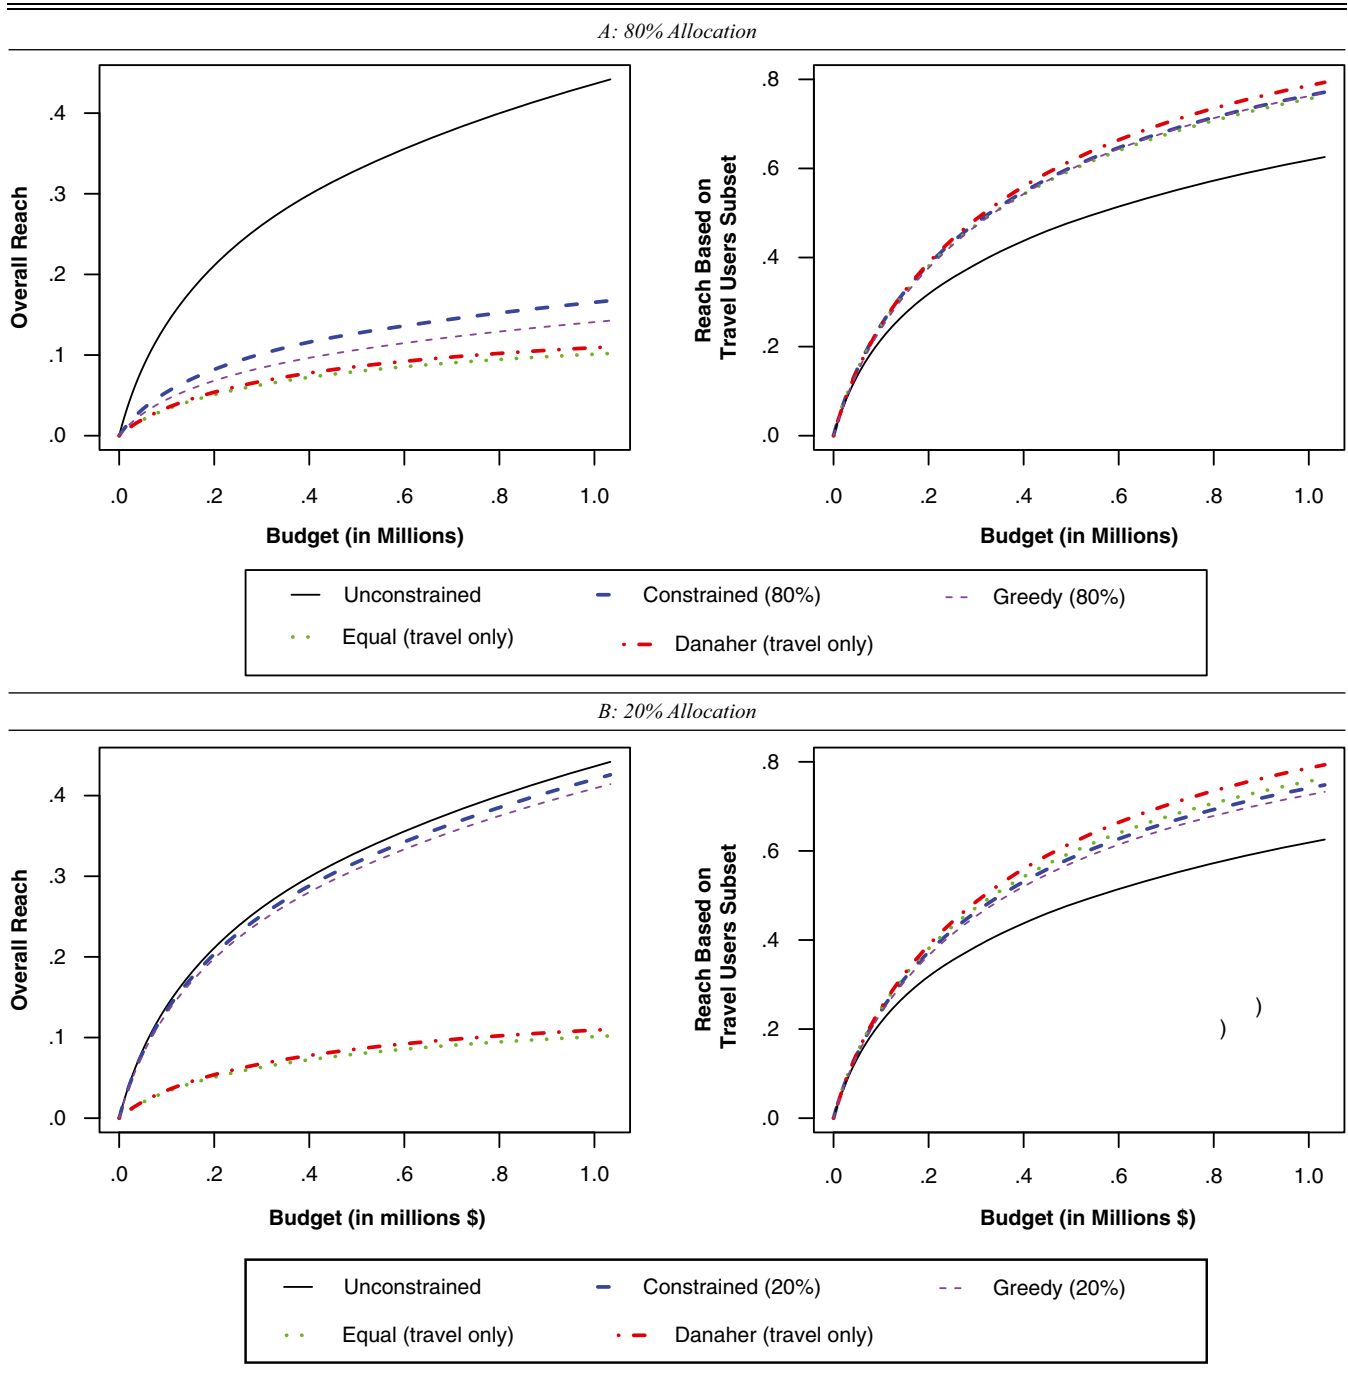 A: 80% Allocation
Overall Reach
.4
.3
.2
.1
.0
.0 .2 .4 .6 .8 1.0
Budget (in Millions)
Reach Based on
Travel Users Subset
.8
.6
.4
.2
.0
.0 .2 .4 .6 .8 1.0
Budget (in Millions)
Unconstrained Constrained (80%) Greedy (80%)
Equal (travel only) Danaher (travel only)
B: 20% Allocation
Overall Reach
.4
.3
.2
.1
.0
.0 .2 .4 .6 .8 1.0
Budget (in millions $)
Reach Based on
Travel Users Subset
.8
.6
.4
.2
.0
)
)
.0 .2 .4 .6 .8 1.0
Budget (in Millions $)
Unconstrained Constrained (20%) Greedy (20%)
Equal (travel only) Danaher (travel only)